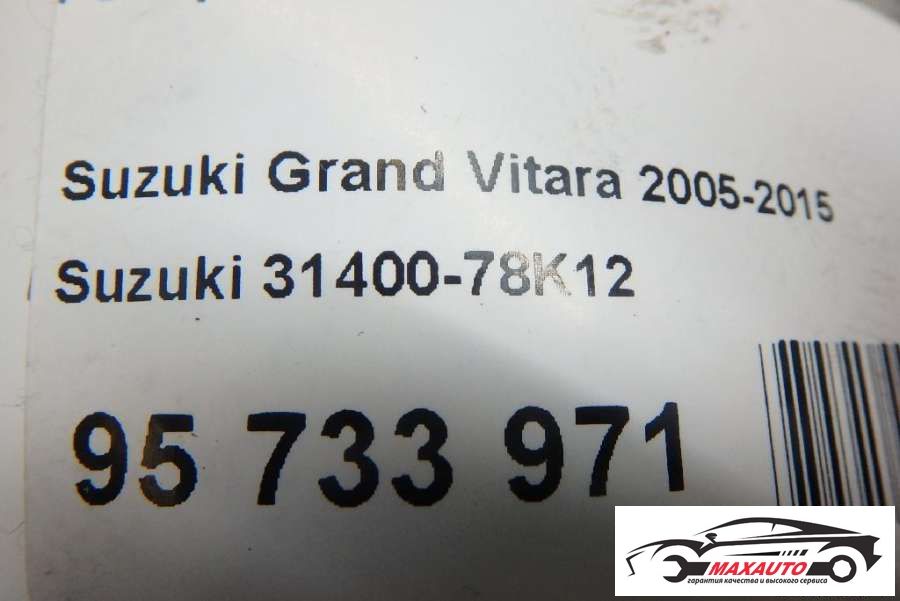 Suzuki Grand Vitara 2005-2015
Suzuki 31400-78K12
95 733 971
MAXAUTO
гарантия качества и высокого сервиса